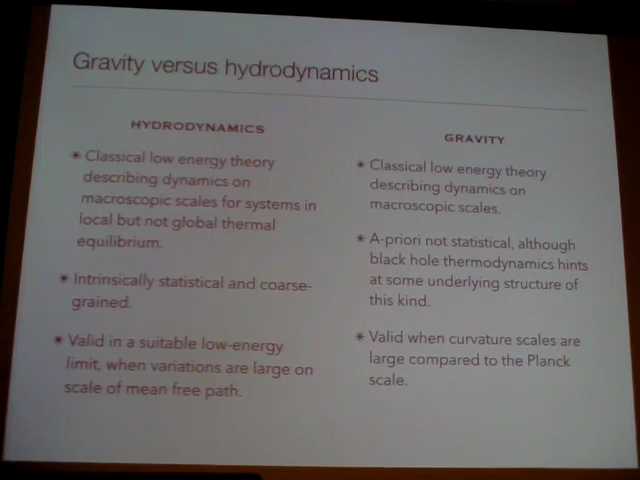 Gravity versus hydrodynamics
HYDRODYNAMICS
* Classical low energy theory
describing dynamics on
macroscopic scales for systems in
local but not global thermal
equilibrium.
* Intrinsically statistical and coarse-
grained.
* Valid in a suitable low-energy
limit, when variations are large on
scale of mean free path.
GRAVITY
* Classical low energy theory
describing dynamics on
macroscopic scales.
* A-priori not statistical, although
black hole thermodynamics hints
at some underlying structure of
this kind.
* Valid when curvature scales are
large compared to the Planck
scale.